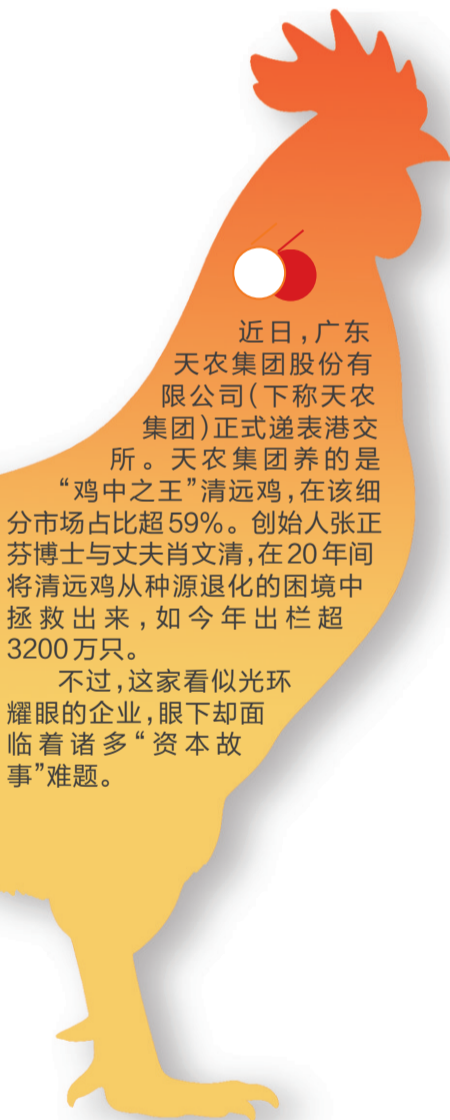 近日,广东
天农集团股份有
限公司(下称天农
集团)正式递表港交
所。天农集团养的是
“鸡中之王”清远鸡,在该细
分市场占比超59%。创始人张正
芬博士与丈夫肖文清,在20年间
将清远鸡从种源退化的困境中
拯救出来,如今年出栏超
3200万只。
不过,这家看似光环
耀眼的企业,眼下却面
临着诸多“资本故
事”难题。